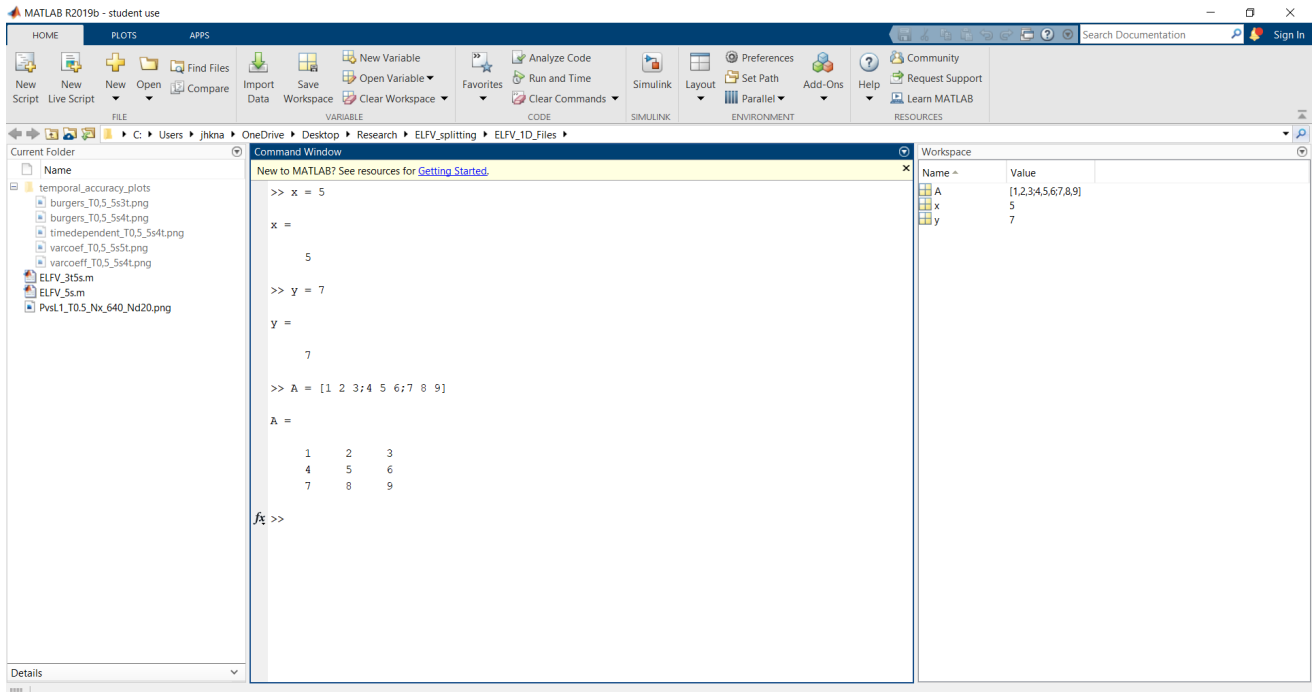 MATLAB R2019b - student use
HOME PLOTS APPS
Search Documentation
Sign In
New Script
New Live Script
New
Open
Find Files
Compare
FILE
Import Data
Save Workspace
New Variable
Open Variable
Clear Workspace
VARIABLE
Favorites
Analyze Code
Run and Time
Clear Commands
CODE
Simulink
SIMULINK
Layout
Preferences
Set Path
Parallel
Add-Ons
ENVIRONMENT
Help
Community
Request Support
Learn MATLAB
RESOURCES
C: Users jhkna OneDrive Desktop Research ELFV_splitting ELFV_1D_Files
Current Folder
Name
temporal_accuracy_plots
burgers_T0,5_5s3t.png
burgers_T0,5_5s4t.png
timedependent_T0,5_5s4t.png
varcoef_T0,5_5s5t.png
varcoeff_T0,5_5s4t.png
ELFV_3t5s.m
ELFV_5s.m
PvsL1_T0.5_Nx_640_Nd20.png
Details
Command Window
New to MATLAB? See resources for Getting Started.
>> x = 5
x =
5
>> y = 7
y =
7
>> A = [1 2 3;4 5 6;7 8 9]
A =
1 2 3
4 5 6
7 8 9
fx >>
Workspace
Name Value
A [1,2,3;4,5,6;7,8,9]
x 5
y 7